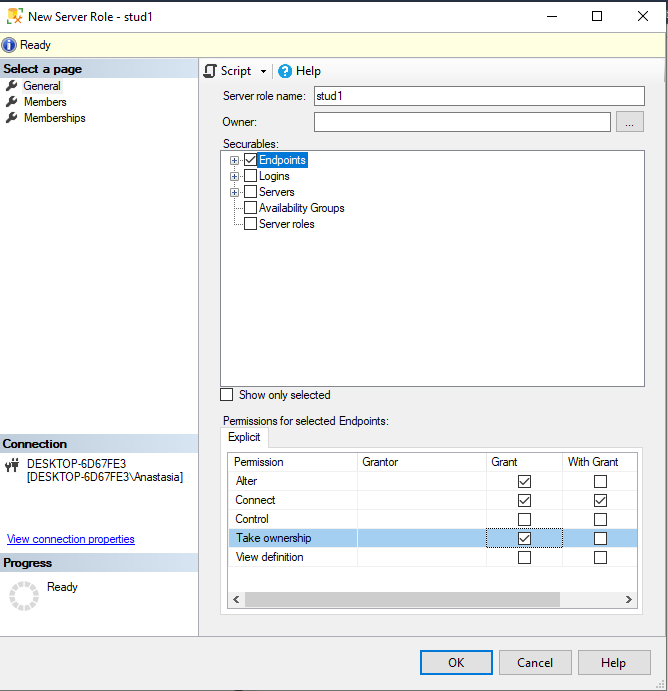 New Server Role - stud1
Ready
Select a page
General
Members
Memberships
Script
Help
Server role name: stud1
Owner:
...
Securables:
Endpoints
Logins
Servers
Availability Groups
Server roles
Show only selected
Permissions for selected Endpoints:
Explicit
Permission Grantor Grant With Grant
Alter
Connect
Control
Take ownership
View definition
Connection
DESKTOP-6D67FE3
[DESKTOP-6D67FE3\Anastasia]
View connection properties
Progress
Ready
OK Cancel Help